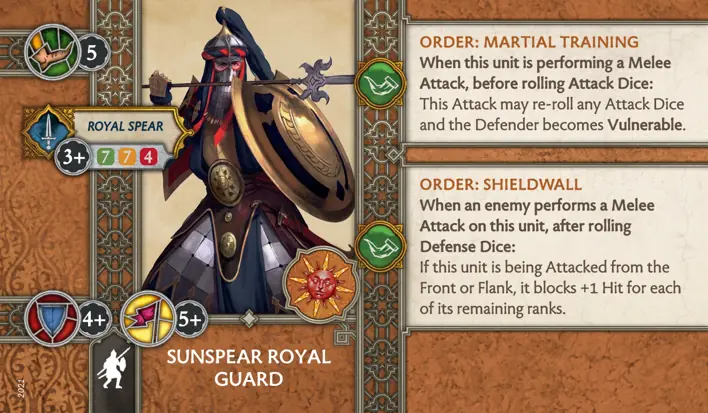 5
ROYAL SPEAR
3+ 7 7 4
4+ 5+
SUNSPEAR ROYAL
GUARD
2021
ORDER: MARTIAL TRAINING
When this unit is performing a Melee
Attack, before rolling Attack Dice:
This Attack may re-roll any Attack Dice
and the Defender becomes Vulnerable.
ORDER: SHIELDWALL
When an enemy performs a Melee
Attack on this unit, after rolling
Defense Dice:
If this unit is being Attacked from the
Front or Flank, it blocks +1 Hit for each
of its remaining ranks.